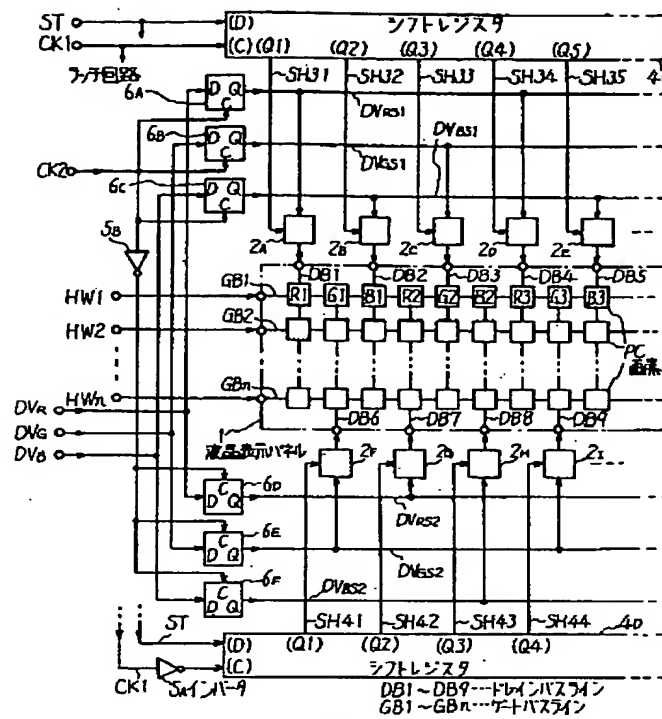 ST
(D)
シフトレジスタ
CK1
(C)
(Q1)
(Q2)
(Q3)
(Q4)
(Q5)
ラッチ回路
SH31
SH32
SH33
SH34
SH35
6A
D Q
C
DVRS1
6B
D Q
C
DVGS1
DVBS1
CK2
6C
D Q
C
5B
2A
2B
2C
2D
2E
DB1
DB2
DB3
DB4
DB5
HW1
GB1
R1
G1
B1
R2
G2
B2
R3
G3
B3
HW2
GB2
PC
画素
HWn
GBn
DVR
DB6
DB7
DB8
DB9
DVG
DVB
液晶表示パネル
2F
2G
2H
2I
6D
C
D Q
DVRS2
6E
C
D Q
DVGS2
6F
C
D Q
DVBS2
ST
SH41
SH42
SH43
SH44
4D
(D)
(Q1)
(Q2)
(Q3)
(Q4)
(C)
シフトレジスタ
CK1
5Aインバータ
DB1～DB9…ドレインバスライン
GB1～GBn…ゲートバスライン